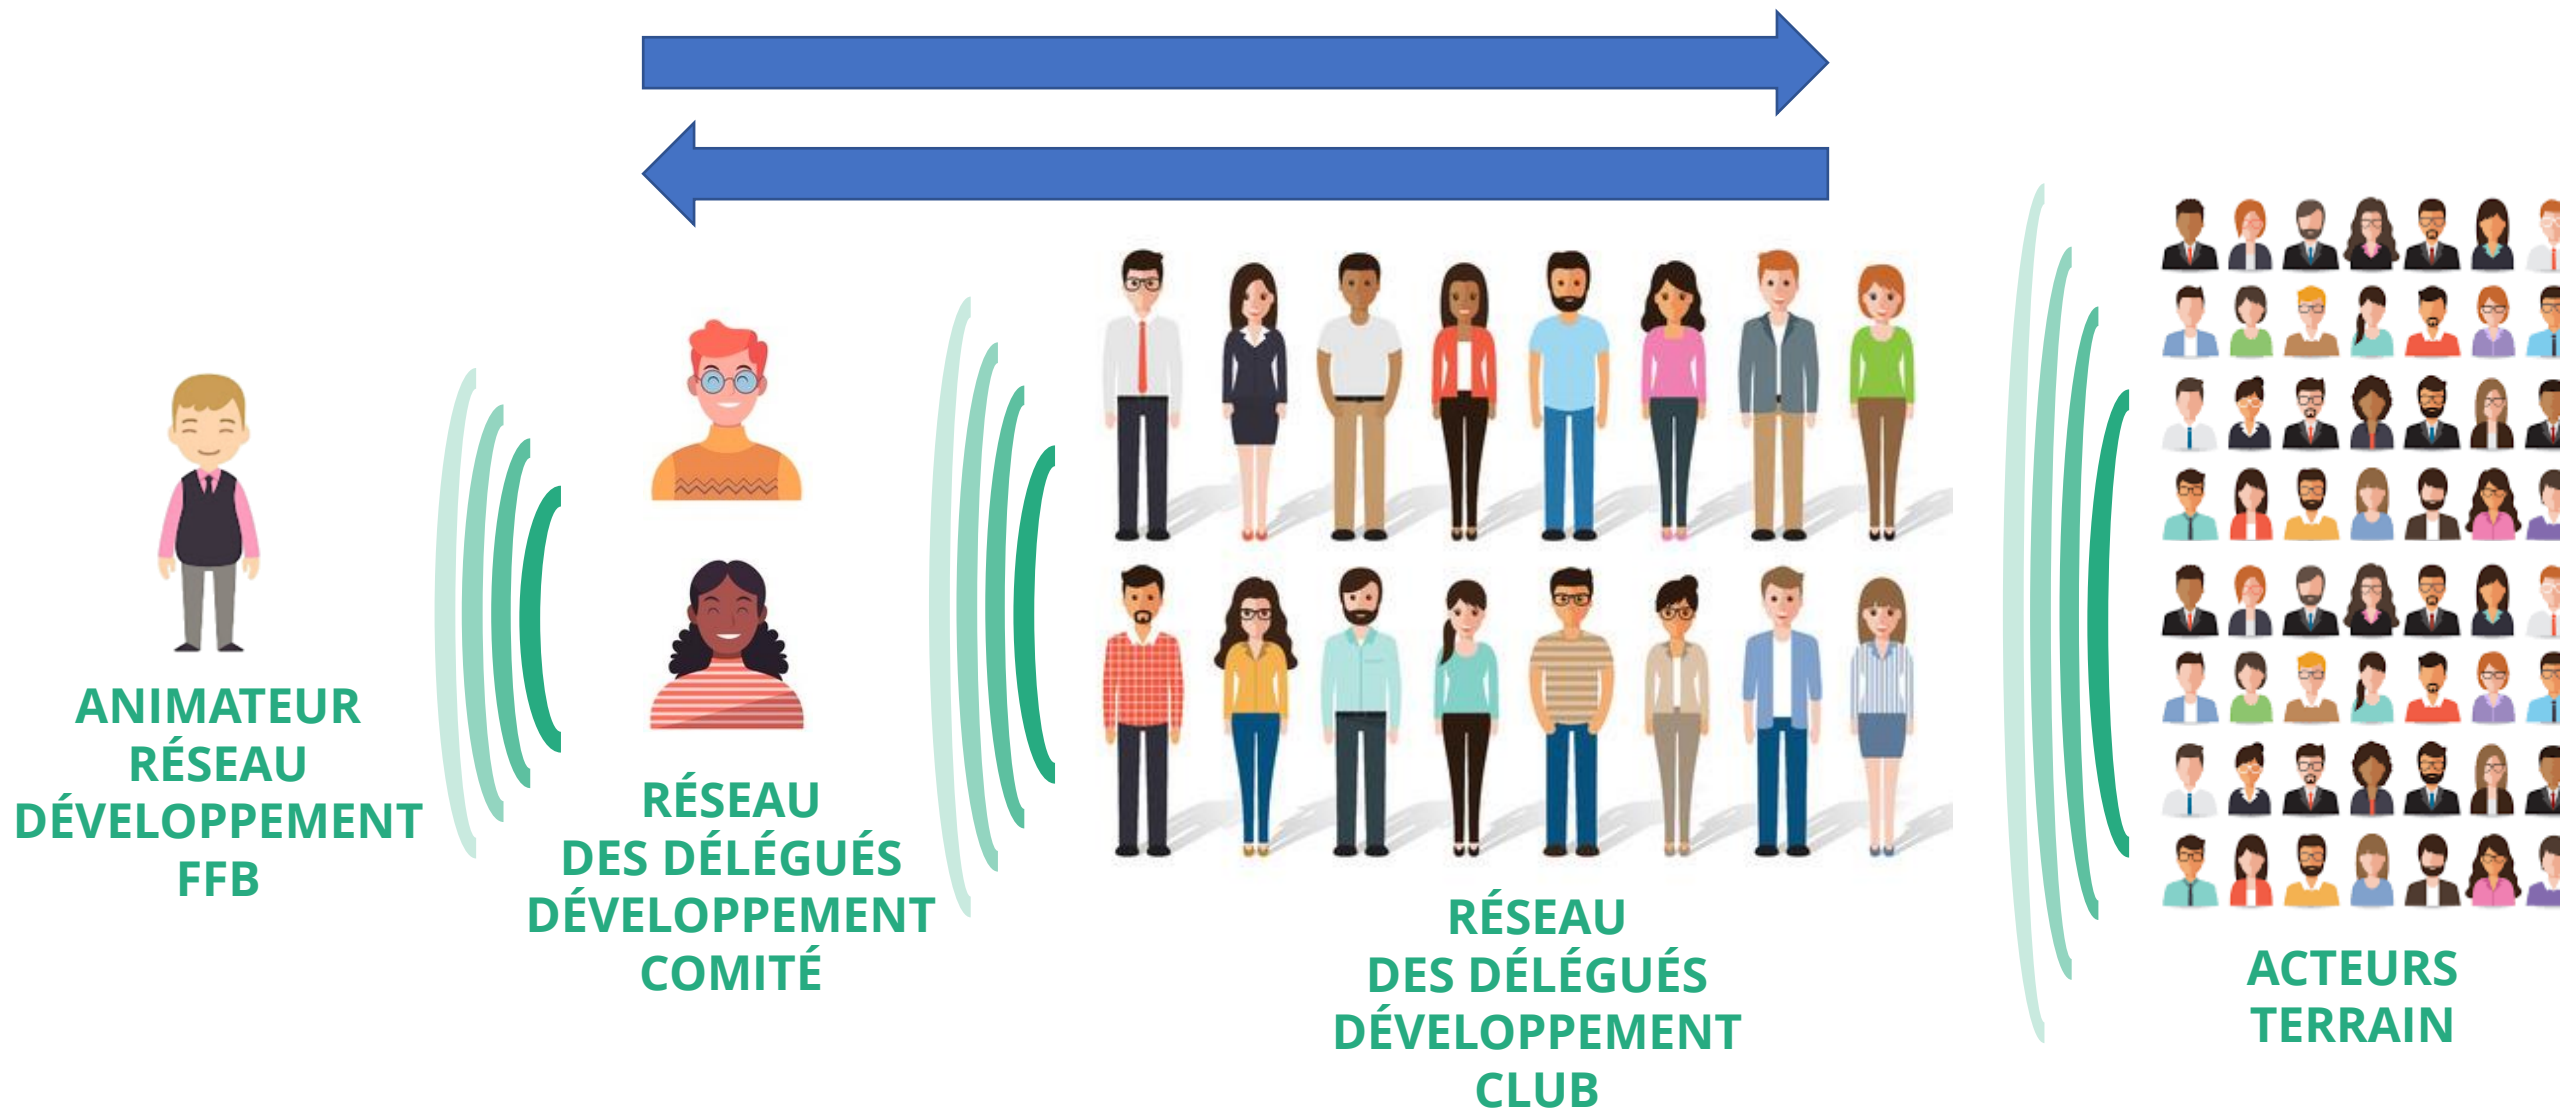 ANIMATEUR
RÉSEAU
DÉVELOPPEMENT
FFB
RÉSEAU
DES DÉLÉGUÉS
DÉVELOPPEMENT
COMITÉ
RÉSEAU
DES DÉLÉGUÉS
DÉVELOPPEMENT
CLUB
ACTEURS
TERRAIN